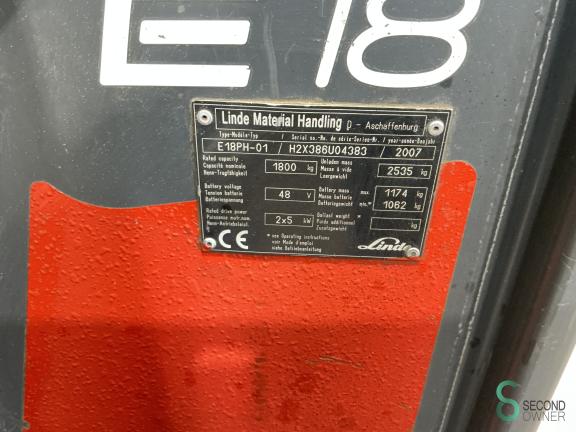 E 18
Linde Material Handling D - Aschaffenburg
Type-Modèle-Typ / Serial no.-No. de série-Serien-Nr. / year-année-Baujahr
E18PH-01 / H2X386U04383 / 2007
Rated capacity
Capacité nominale
Nenn-Tragfähigkeit
1800 kg
Unladen mass
Masse à vide
Leergewicht
2535 kg
Battery voltage
Tension batterie
Batteriespannung
48 V
Battery mass
Masse batterie
Batteriegewicht
max 1174 kg
min.* 1062 kg
Rated drive power
Puissance motr.nom.
Nenn-Antriebsleist.
2x5 kW
Ballast weight *
Poids additionnel
Zusatzgewicht
kg
* see Operating instructions
voir Mode d'emploi
siehe Betriebsanleitung
CE
Linde
SECOND
OWNER